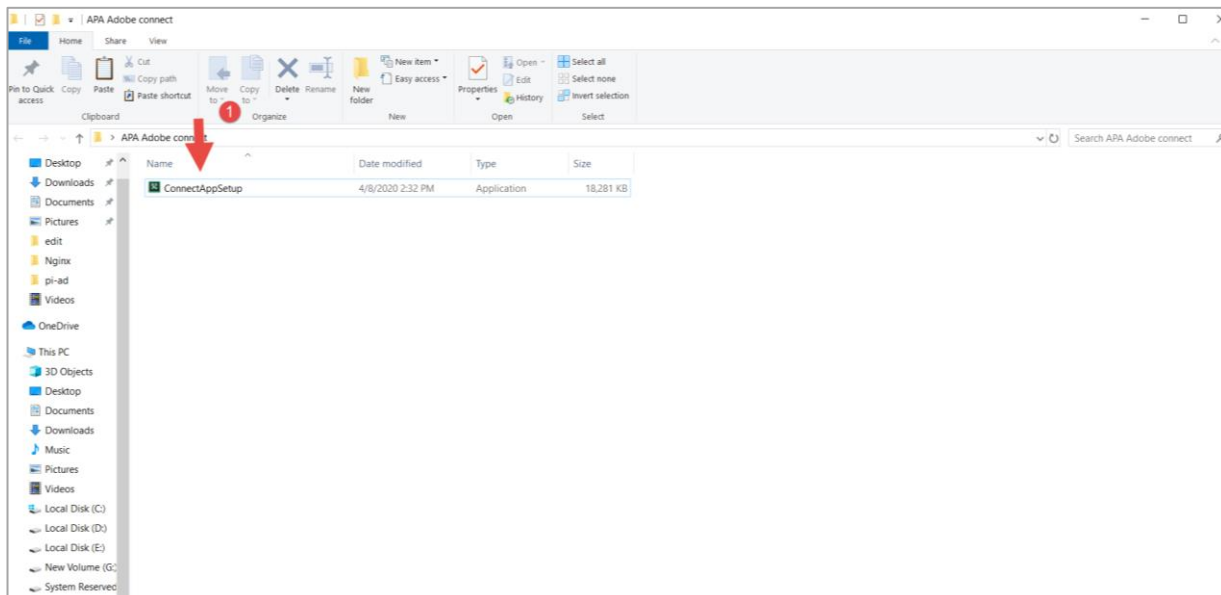 APA Adobe connect
File Home Share View
Pin to Quick access
Copy
Paste
Cut
Copy path
Paste shortcut
Move to
Copy to
Delete
Rename
New folder
New item
Easy access
Properties
Open
Edit
History
Select all
Select none
Invert selection
Clipboard Organize New Open Select
1
APA Adobe connect
Search APA Adobe connect
Name Date modified Type Size
ConnectAppSetup 4/8/2020 2:32 PM Application 18,281 KB
Desktop
Downloads
Documents
Pictures
edit
Nginx
pi-ad
Videos
OneDrive
This PC
3D Objects
Desktop
Documents
Downloads
Music
Pictures
Videos
Local Disk (C:)
Local Disk (D:)
Local Disk (E:)
New Volume (G:
System Reserved